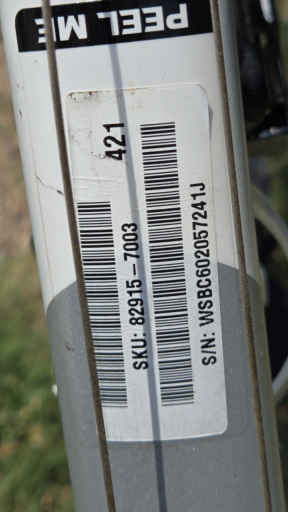 PEEL ME
421
SKU: 82915-7003
S/N: WSBC602057241J